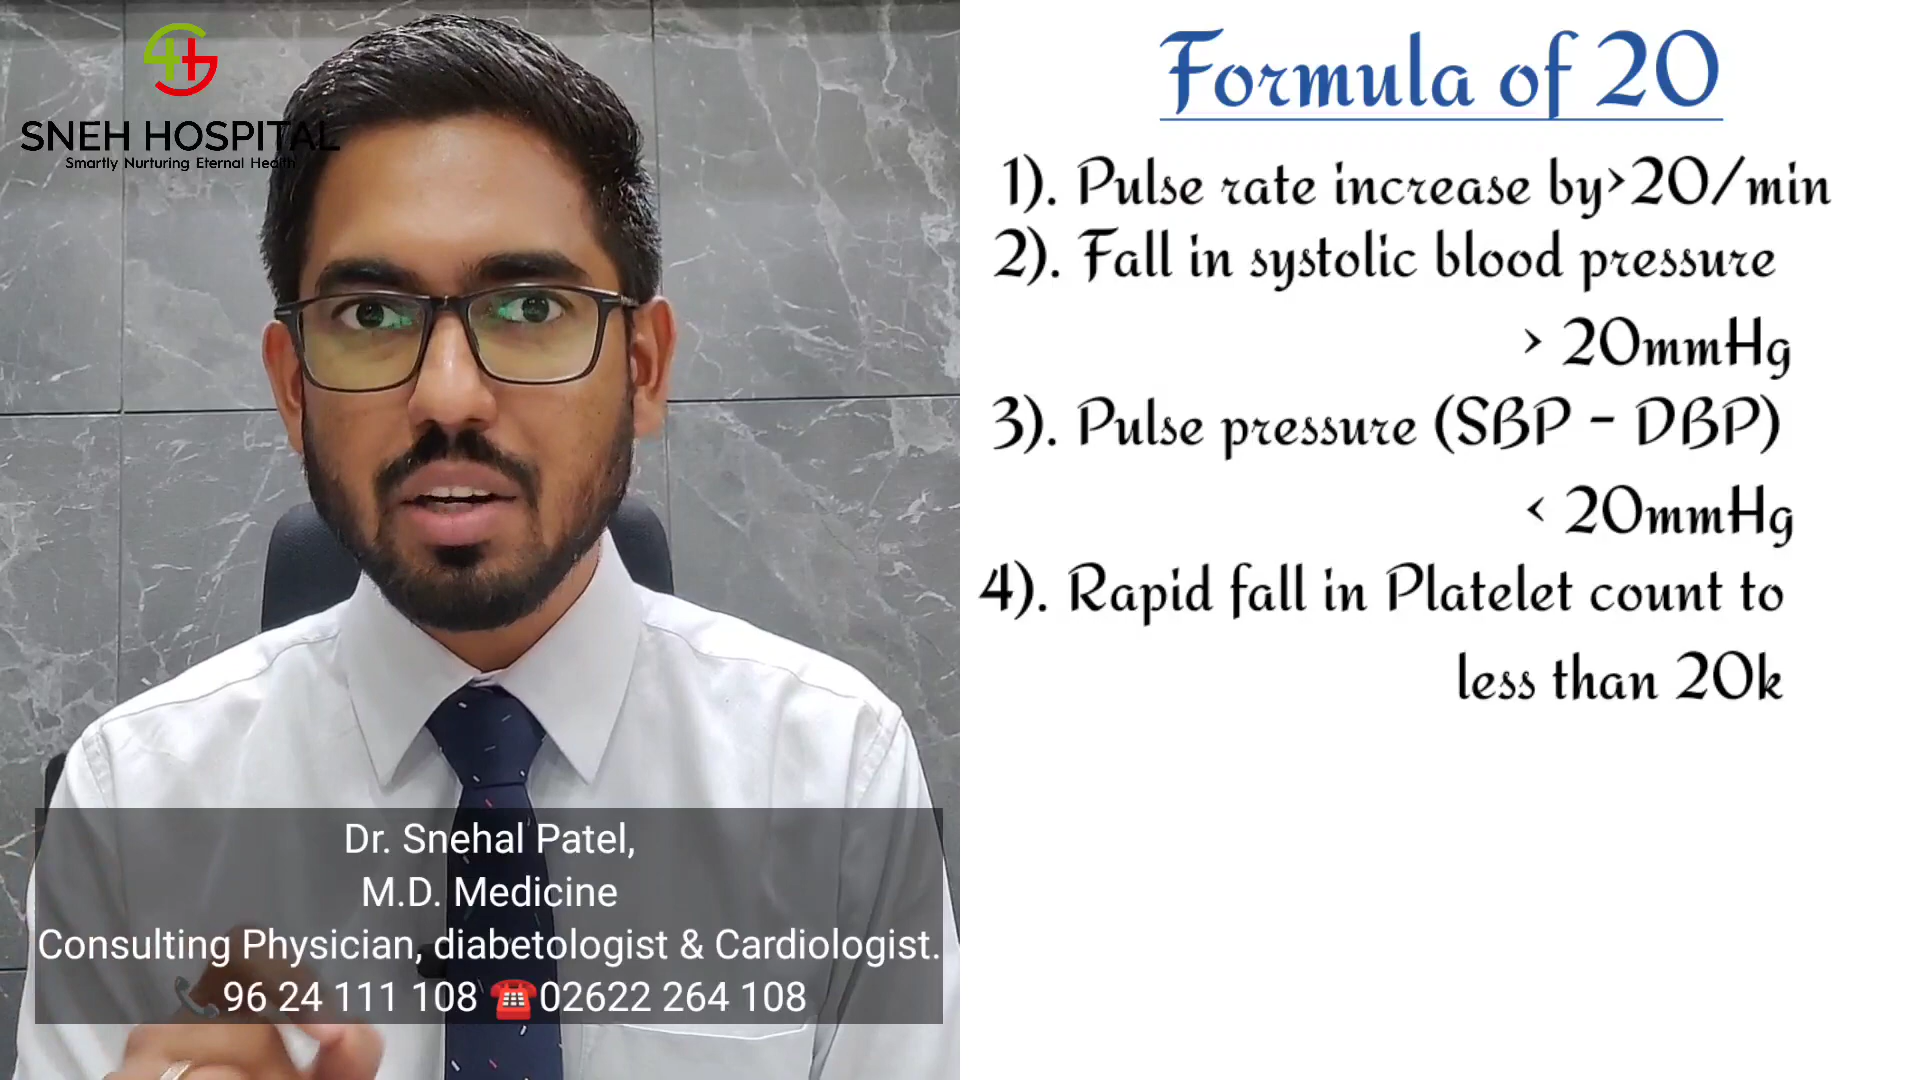 SNEH HOSPITAL
Smartly Nurturing Eternal Health
Dr. Snehal Patel,
M.D. Medicine
Consulting Physician, diabetologist & Cardiologist.
📞 96 24 111 108 ☎️02622 264 108
Formula of 20
1). Pulse rate increase by>20/min
2). Fall in systolic blood pressure
> 20mmHg
3). Pulse pressure (SBP - DBP)
< 20mmHg
4). Rapid fall in Platelet count to
less than 20k